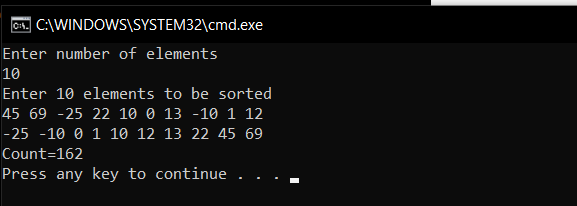 C:\WINDOWS\SYSTEM32\cmd.exe
Enter number of elements
10
Enter 10 elements to be sorted
45 69 -25 22 10 0 13 -10 1 12
-25 -10 0 1 10 12 13 22 45 69
Count=162
Press any key to continue . . .